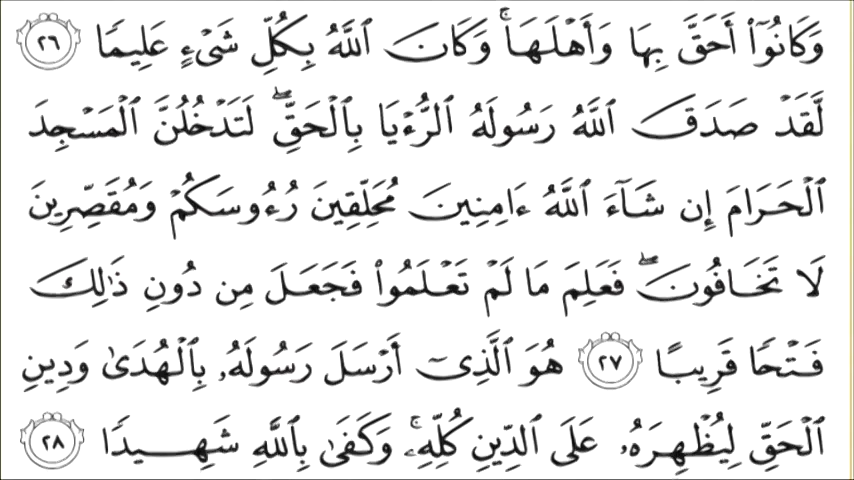 وَكَانُوٓا۟ أَحَقَّ بِهَا وَأَهْلَهَا ۚ وَكَانَ ٱللَّهُ بِكُلِّ شَىْءٍ عَلِيمًا ٢٦
لَّقَدْ صَدَقَ ٱللَّهُ رَسُولَهُ ٱلرُّءْيَا بِٱلْحَقِّ ۖ لَتَدْخُلُنَّ ٱلْمَسْجِدَ
ٱلْحَرَامَ إِن شَآءَ ٱللَّهُ ءَامِنِينَ مُحَلِّقِينَ رُءُوسَكُمْ وَمُقَصِّرِينَ
لَا تَخَافُونَ ۖ فَعَلِمَ مَا لَمْ تَعْلَمُوا۟ فَجَعَلَ مِن دُونِ ذَٰلِكَ
فَتْحًا قَرِيبًا ٢٧ هُوَ ٱلَّذِىٓ أَرْسَلَ رَسُولَهُۥ بِٱلْهُدَىٰ وَدِينِ
ٱلْحَقِّ لِيُظْهِرَهُۥ عَلَى ٱلدِّينِ كُلِّهِۦ ۚ وَكَفَىٰ بِٱللَّهِ شَهِيدًا ٢٨